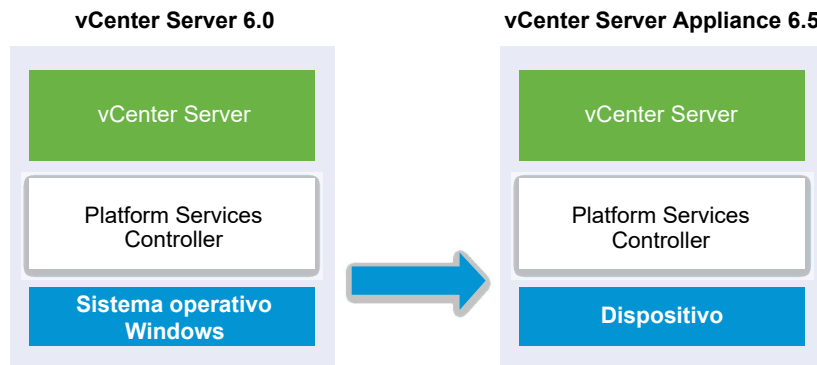 vCenter Server 6.0
vCenter Server
Platform Services
Controller
Sistema operativo
Windows
vCenter Server Appliance 6.5
vCenter Server
Platform Services
Controller
Dispositivo